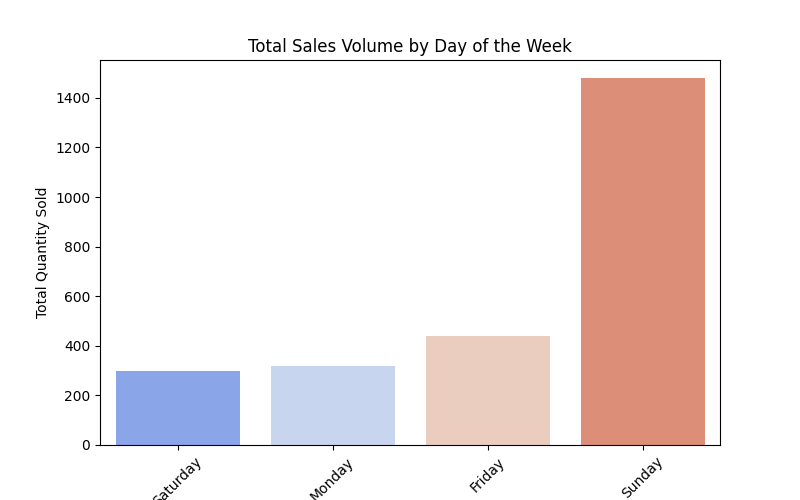 Total Sales Volume by Day of the Week
Total Quantity Sold
1400
1200
1000
800
600
400
200
0
Saturday
Monday
Friday
Sunday